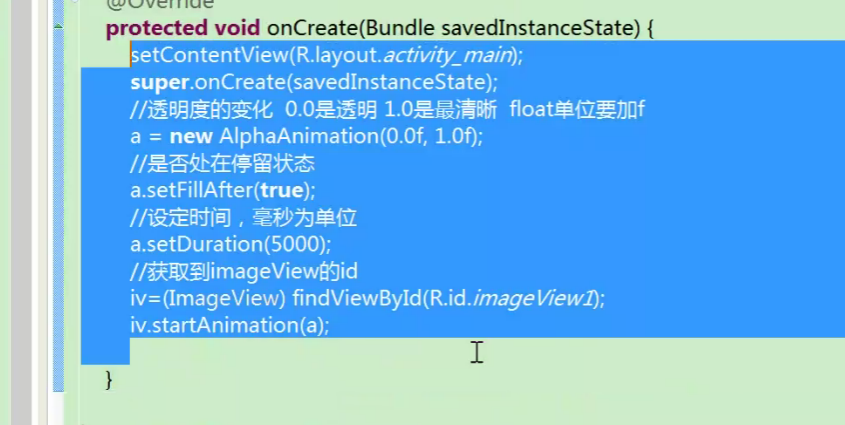 @Override
protected void onCreate(Bundle savedInstanceState) {
setContentView(R.layout.activity_main);
super.onCreate(savedInstanceState);
//透明度的变化  0.0是透明 1.0是最清晰  float单位要加f
a = new AlphaAnimation(0.0f, 1.0f);
//是否处在停留状态
a.setFillAfter(true);
//设定时间，毫秒为单位
a.setDuration(5000);
//获取到imageView的id
iv=(ImageView) findViewById(R.id.imageView1);
iv.startAnimation(a);
}